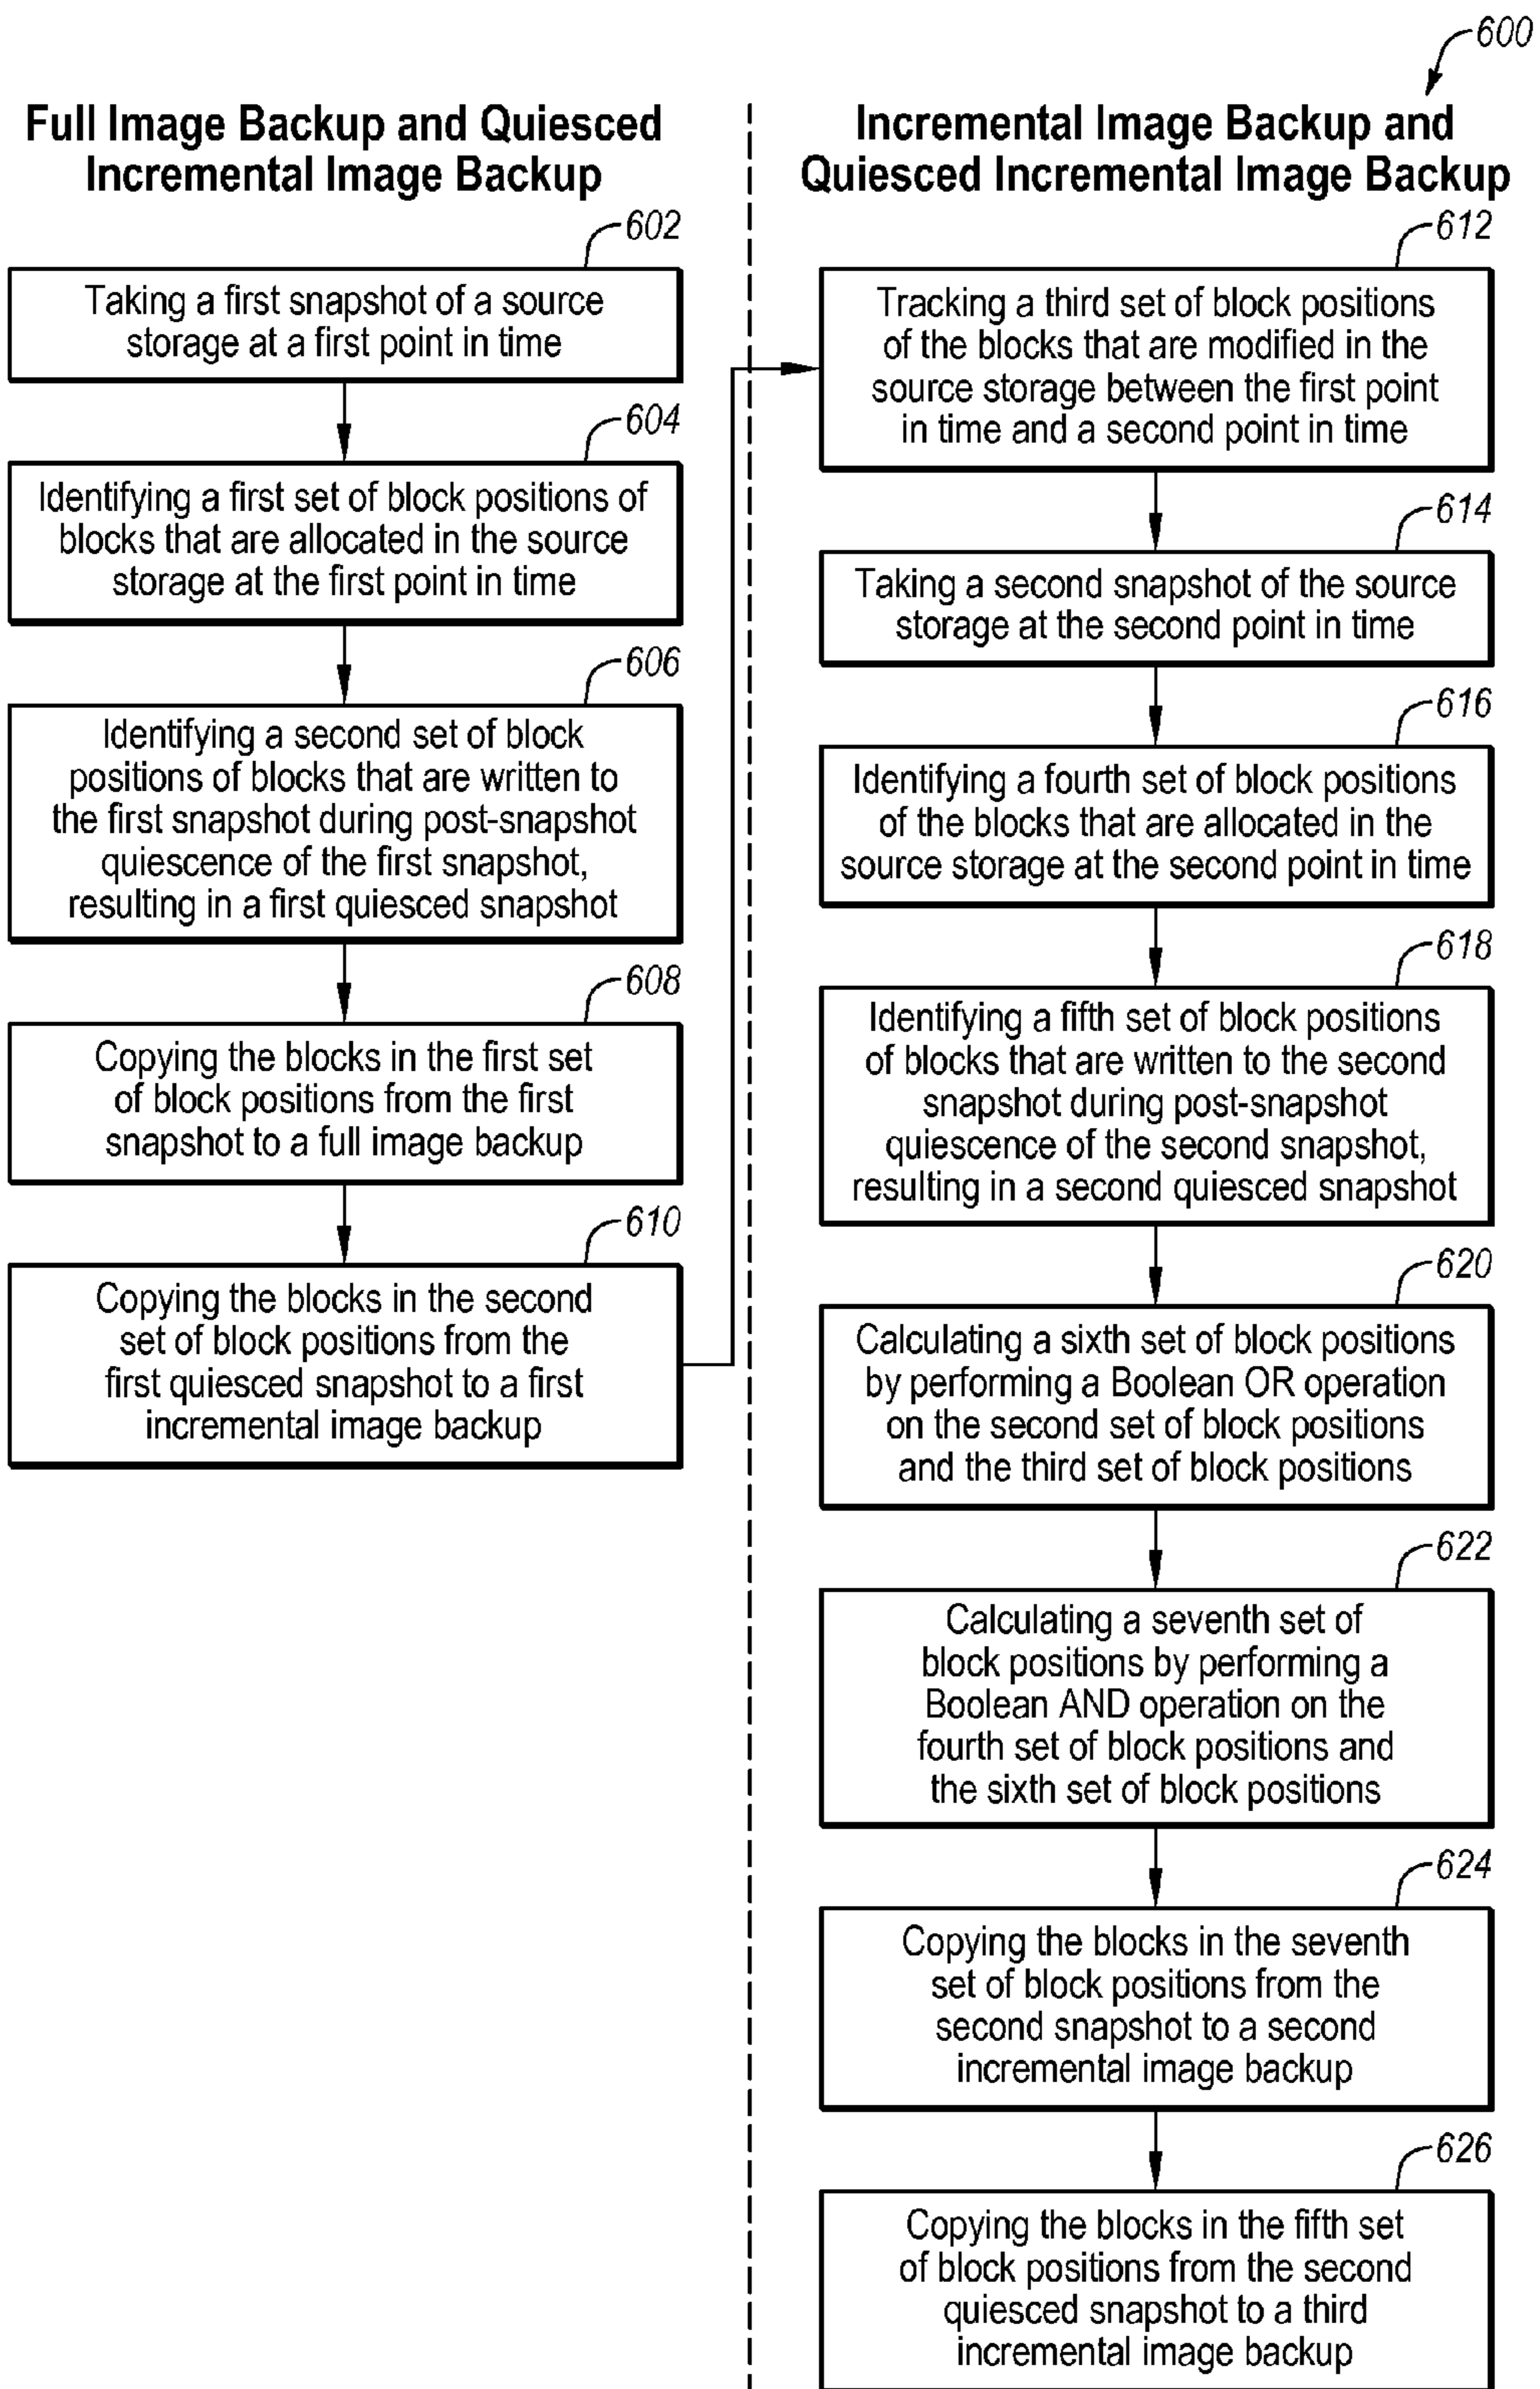 600
Full Image Backup and Quiesced
Incremental Image Backup
602
Taking a first snapshot of a source
storage at a first point in time
604
Identifying a first set of block positions of
blocks that are allocated in the source
storage at the first point in time
606
Identifying a second set of block
positions of blocks that are written to
the first snapshot during post-snapshot
quiescence of the first snapshot,
resulting in a first quiesced snapshot
608
Copying the blocks in the first set
of block positions from the first
snapshot to a full image backup
610
Copying the blocks in the second
set of block positions from the
first quiesced snapshot to a first
incremental image backup
Incremental Image Backup and
Quiesced Incremental Image Backup
612
Tracking a third set of block positions
of the blocks that are modified in the
source storage between the first point
in time and a second point in time
614
Taking a second snapshot of the source
storage at the second point in time
616
Identifying a fourth set of block positions
of the blocks that are allocated in the
source storage at the second point in time
618
Identifying a fifth set of block positions
of blocks that are written to the second
snapshot during post-snapshot
quiescence of the second snapshot,
resulting in a second quiesced snapshot
620
Calculating a sixth set of block positions
by performing a Boolean OR operation
on the second set of block positions
and the third set of block positions
622
Calculating a seventh set of
block positions by performing a
Boolean AND operation on the
fourth set of block positions and
the sixth set of block positions
624
Copying the blocks in the seventh
set of block positions from the
second snapshot to a second
incremental image backup
626
Copying the blocks in the fifth set
of block positions from the second
quiesced snapshot to a third
incremental image backup